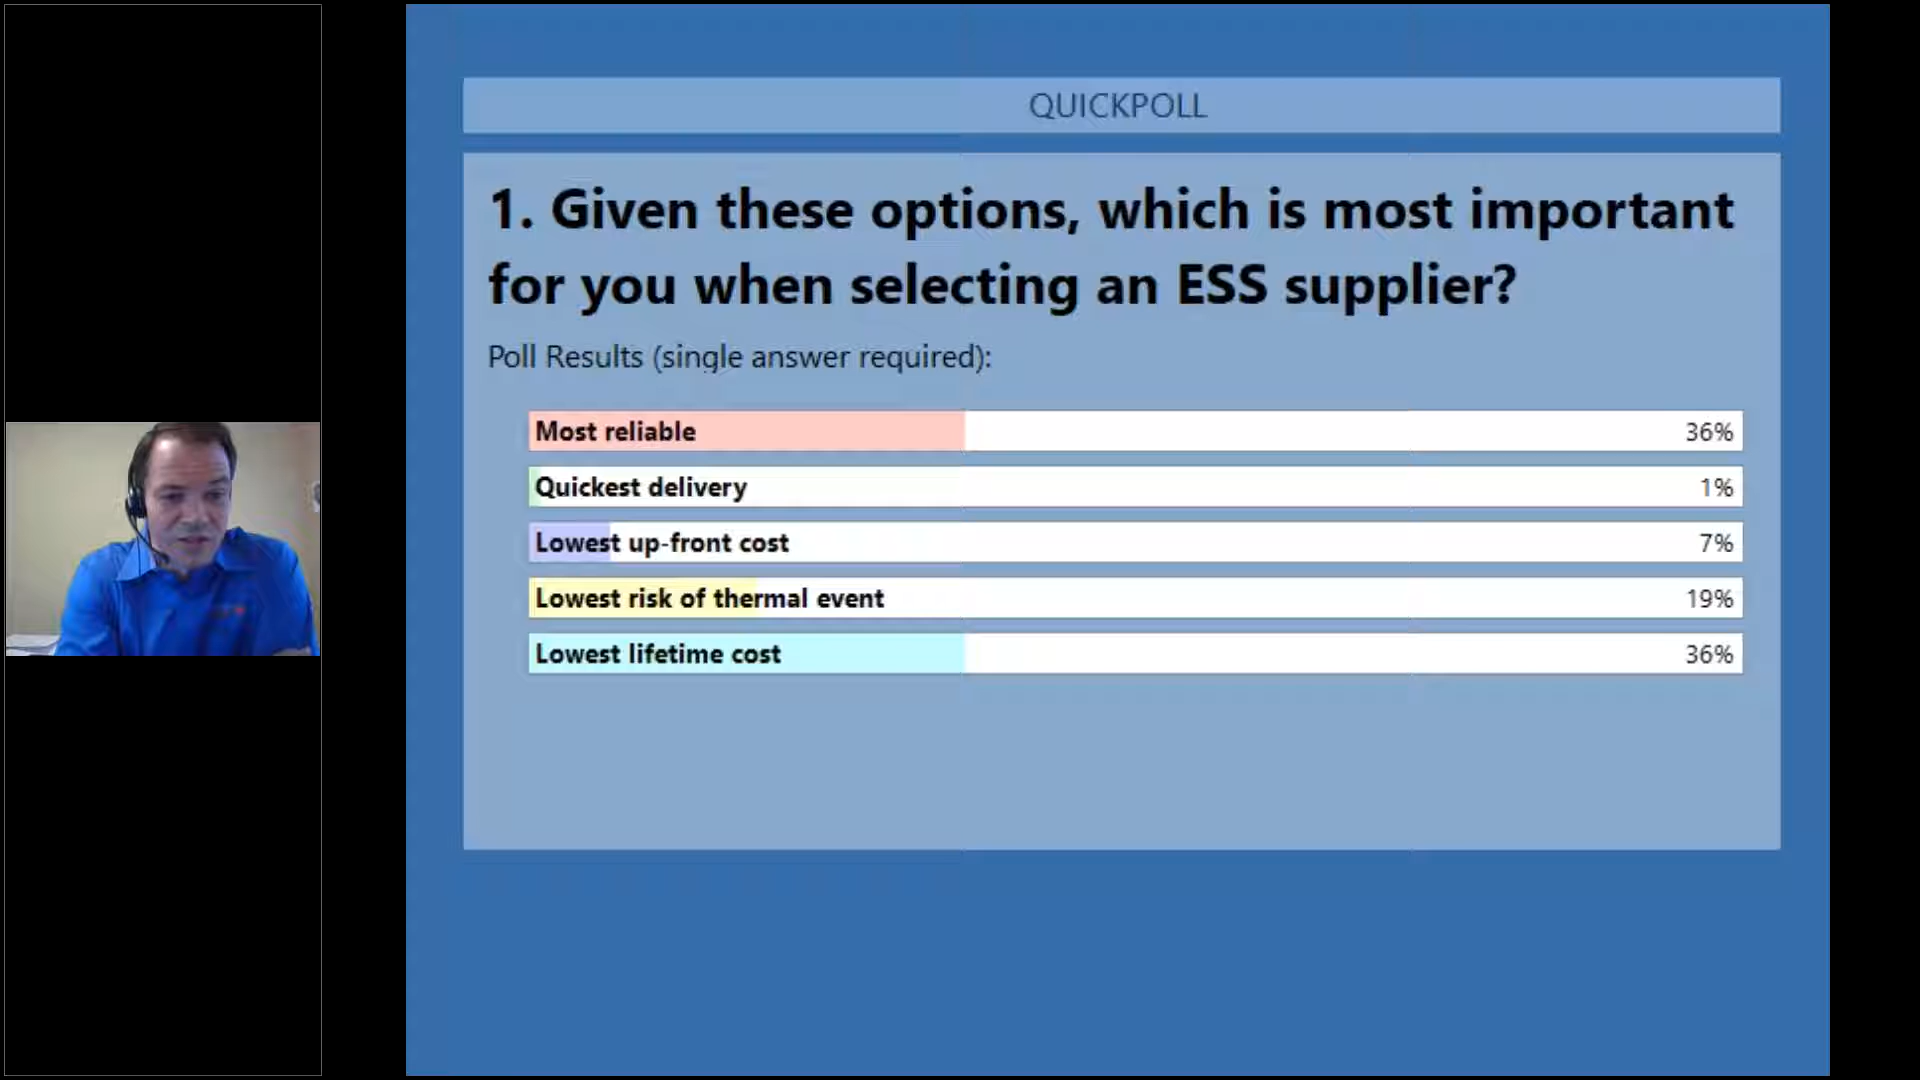 QUICKPOLL
1. Given these options, which is most important
for you when selecting an ESS supplier?
Poll Results (single answer required):
Most reliable 36%
Quickest delivery 1%
Lowest up-front cost 7%
Lowest risk of thermal event 19%
Lowest lifetime cost 36%